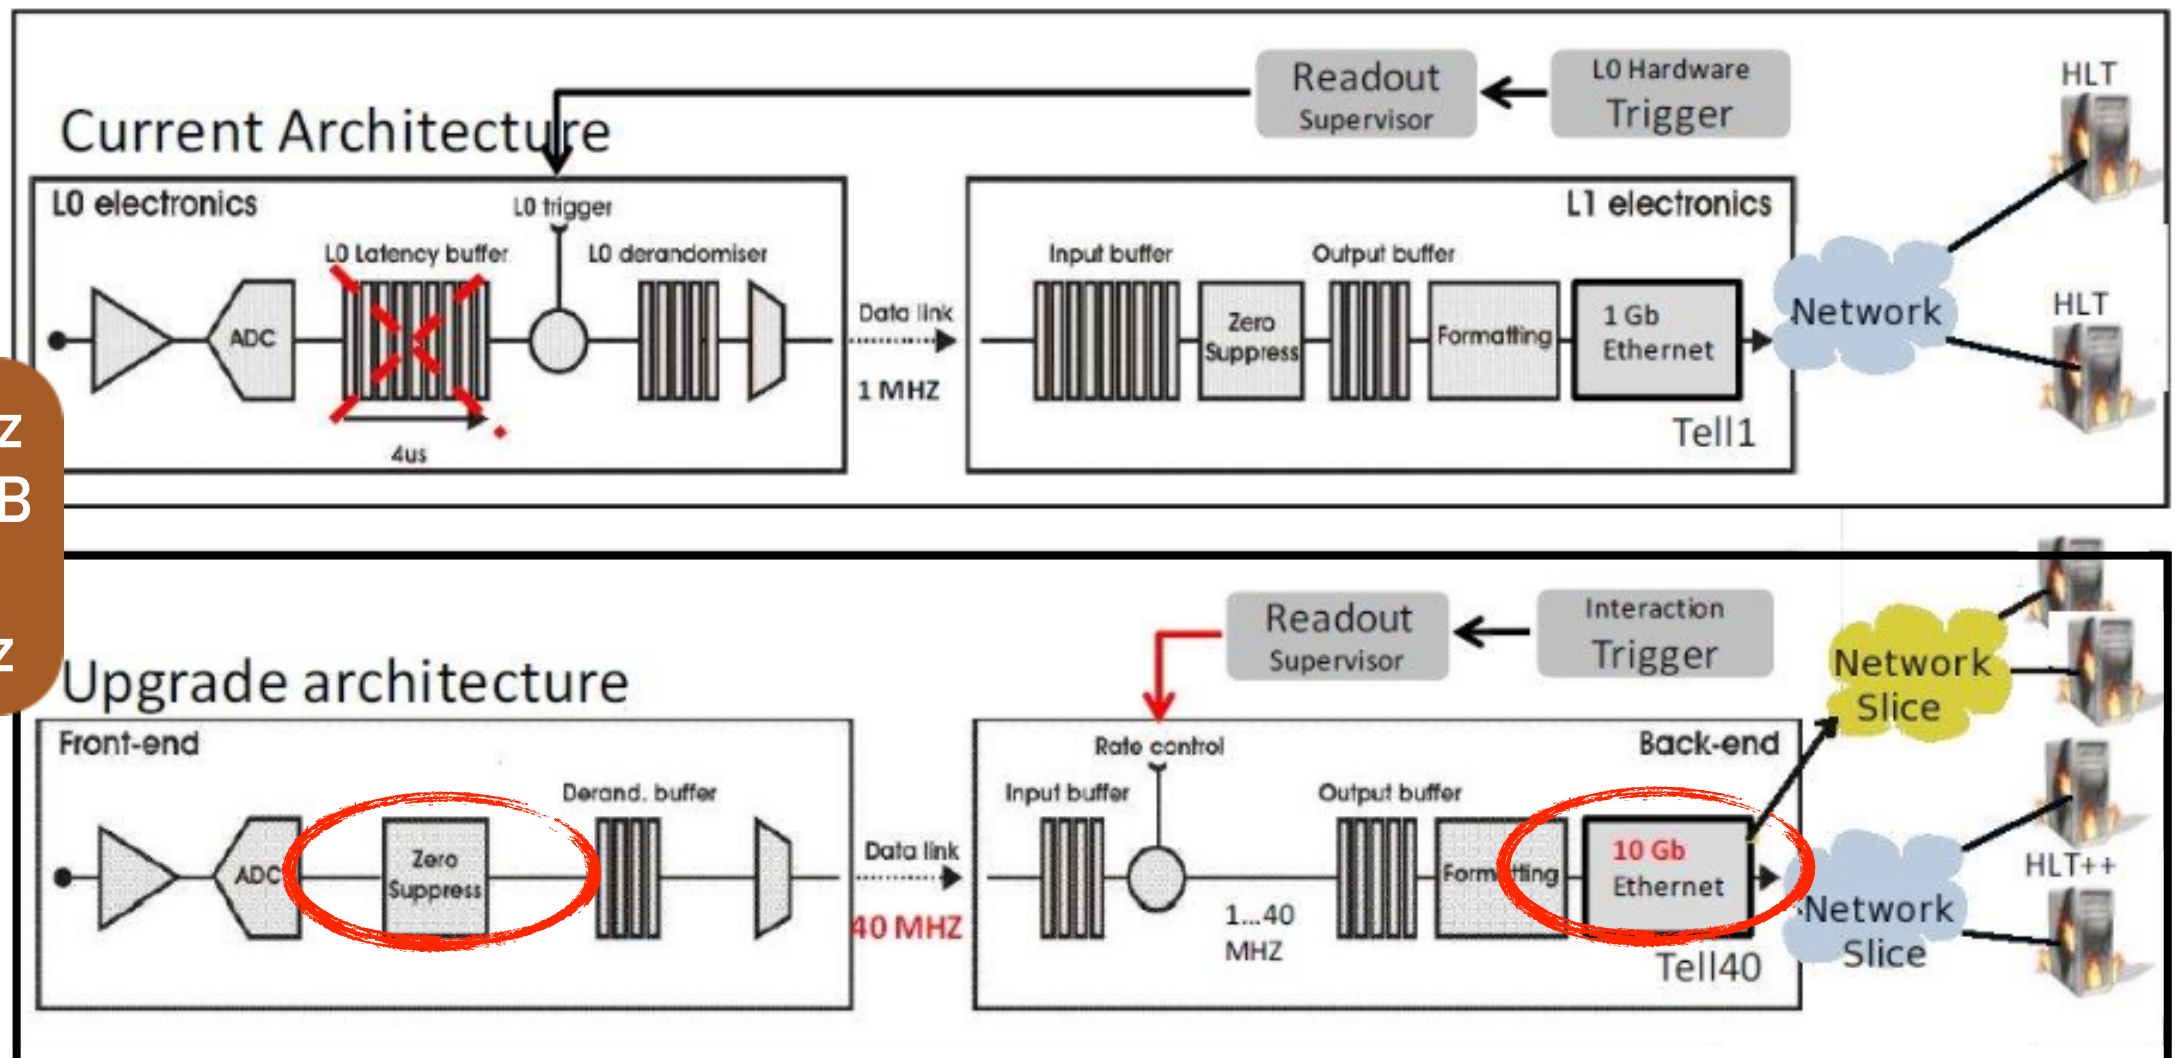 Current Architecture
Readout
Supervisor
L0 Hardware
Trigger
HLT
L0 electronics
L0 trigger
L0 Latency buffer
L0 derandomiser
ADC
4us
Data link
1 MHZ
L1 electronics
Input buffer
Output buffer
Zero
Suppress
Formatting
1 Gb
Ethernet
Tell1
Network
HLT
z
B
z
Upgrade architecture
Readout
Supervisor
Interaction
Trigger
Network
Slice
Front-end
Derand. buffer
ADC
Zero
Suppress
Data link
40 MHZ
Back-end
Rate control
Input buffer
Output buffer
1...40
MHZ
Formatting
10 Gb
Ethernet
Tell40
HLT++
Network
Slice